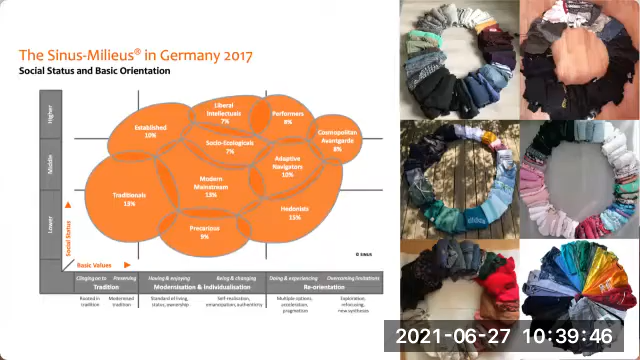 The Sinus-Milieus® in Germany 2017
Social Status and Basic Orientation
Higher
Middle
Lower
Social Status
Basic Values
Established
10%
Liberal
Intellectuals
7%
Performers
8%
Cosmopolitan
Avantgarde
8%
Socio-Ecologicals
7%
Adaptive
Navigators
10%
Modern
Mainstream
13%
Traditionals
13%
Hedonists
15%
Precarious
9%
© SINUS
Clinging on to
Preserving
Having & enjoying
Being & changing
Doing & experiencing
Overcoming limitations
Tradition
Modernisation & Individualisation
Re-orientation
Rooted in
tradition
Modernised
tradition
Standard of living,
status, ownership
Self-realisation,
emancipation, authenticity
Multiple options,
acceleration,
pragmatism
Exploration,
refocusing,
new syntheses
2021-06-27 10:39:46